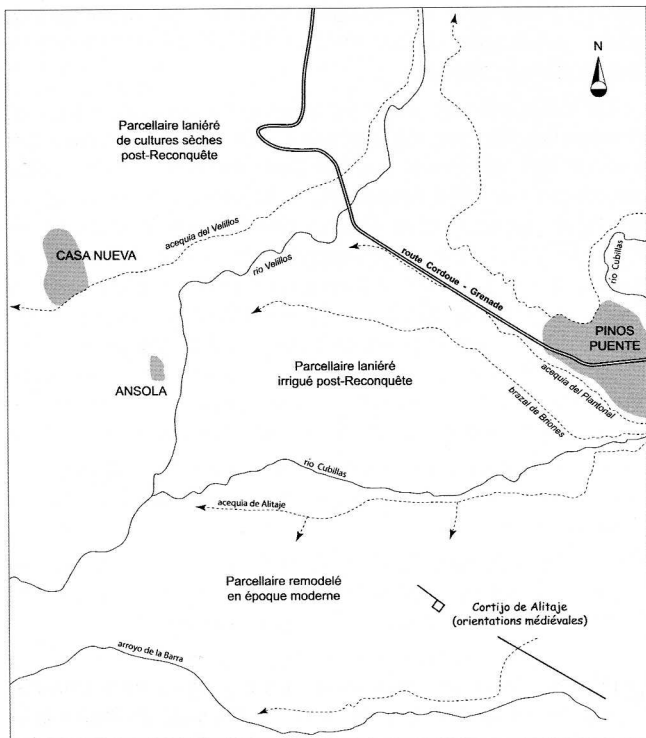 N
Parcellaire laniéré
de cultures sèches
post-Reconquête
acequia del Velillos
CASA NUEVA
rio Velillos
route Cordoue - Grenade
rio Cubillas
PINOS
PUENTE
Parcellaire laniéré
irrigué post-Reconquête
ANSOLA
acequia del Plantonal
brazal de Briones
rio Cubillas
acequia de Alitaje
Parcellaire remodelé
en époque moderne
Cortijo de Alitaje
(orientations médiévales)
arroyo de la Barra